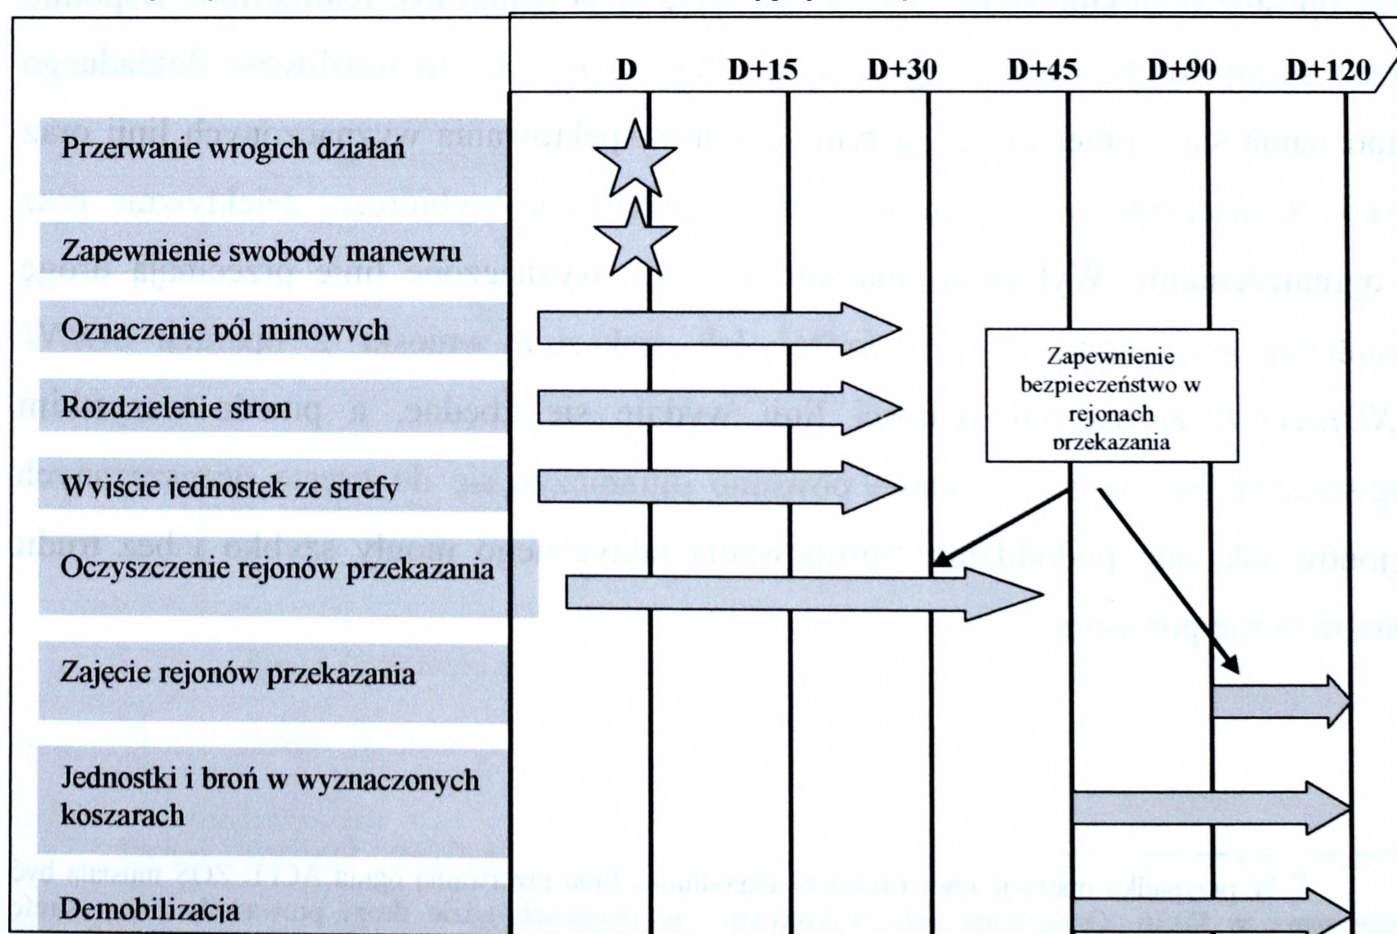 D D+15 D+30 D+45 D+90 D+120
Przerwanie wrogich działań
Zapewnienie swobody manewru
Oznaczenie pól minowych
Rozdzielenie stron
Wyjście jednostek ze strefy
Oczyszczenie rejonów przekazania
Zapewnienie
bezpieczeństwo w
rejonach
przekazania
Zajęcie rejonów przekazania
Jednostki i broń w wyznaczonych
koszarach
Demobilizacja